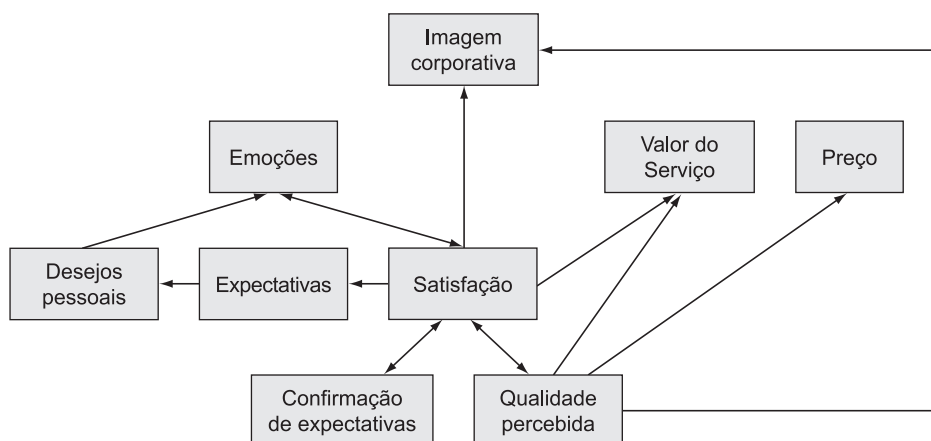 Imagem
corporativa
Emoções
Valor do
Serviço
Preço
Desejos
pessoais
Expectativas
Satisfação
Confirmação
de expectativas
Qualidade
percebida